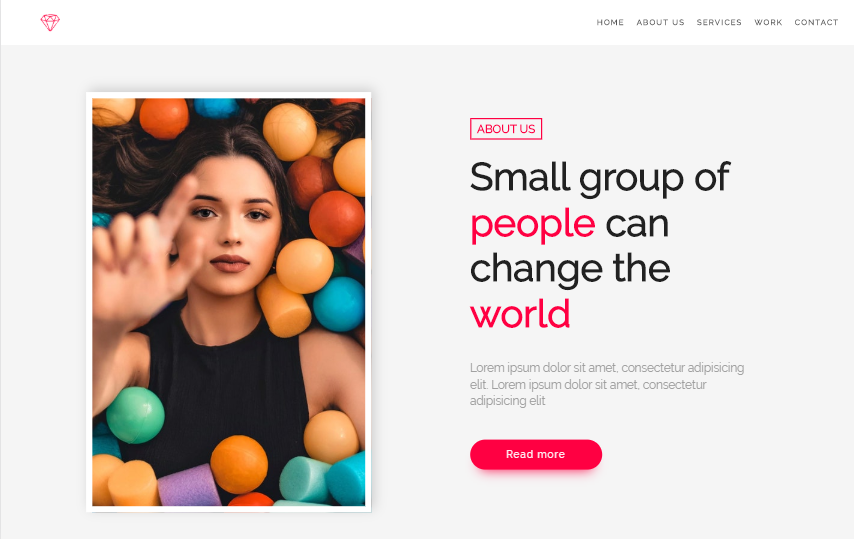 HOME ABOUT US SERVICES WORK CONTACT
ABOUT US
Small group of
people can
change the
world
Lorem ipsum dolor sit amet, consectetur adipisicing
elit. Lorem ipsum dolor sit amet, consectetur
adipisicing elit
Read more